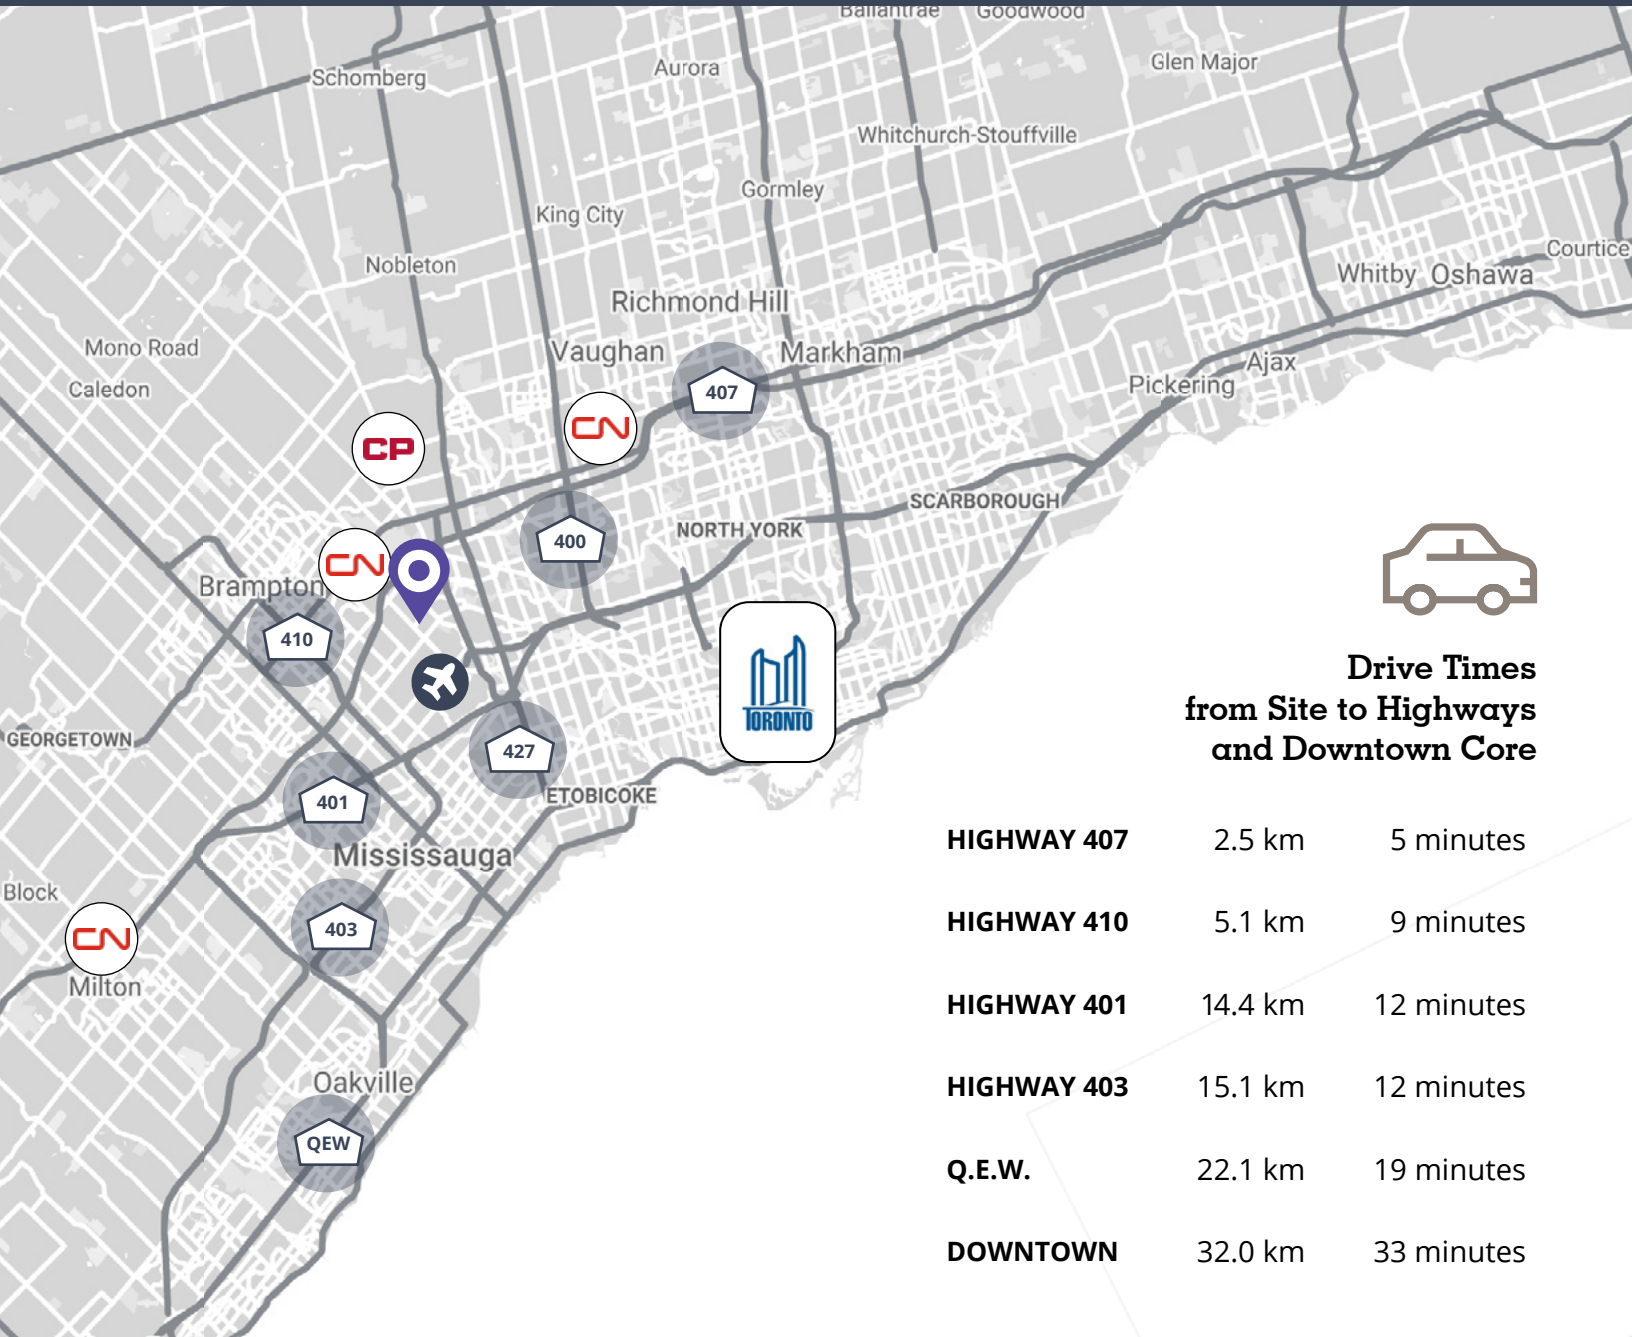 Ballantrae
Goodwood
Schomberg
Aurora
Glen Major
Whitchurch-Stouffville
Gormley
King City
Nobleton
Courtice
Whitby
Oshawa
Richmond Hill
Mono Road
Vaughan
Markham
Caledon
Ajax
Pickering
407
CN
CP
SCARBOROUGH
NORTH YORK
400
CN
Brampton
410
TORONTO
GEORGETOWN
427
ETOBICOKE
401
Mississauga
Block
403
CN
Milton
Oakville
QEW
Drive Times
from Site to Highways
and Downtown Core
HIGHWAY 407 2.5 km 5 minutes
HIGHWAY 410 5.1 km 9 minutes
HIGHWAY 401 14.4 km 12 minutes
HIGHWAY 403 15.1 km 12 minutes
Q.E.W. 22.1 km 19 minutes
DOWNTOWN 32.0 km 33 minutes